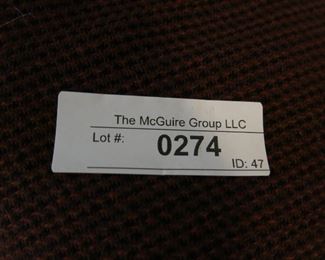 The McGuire Group LLC
Lot #: 0274
ID: 47